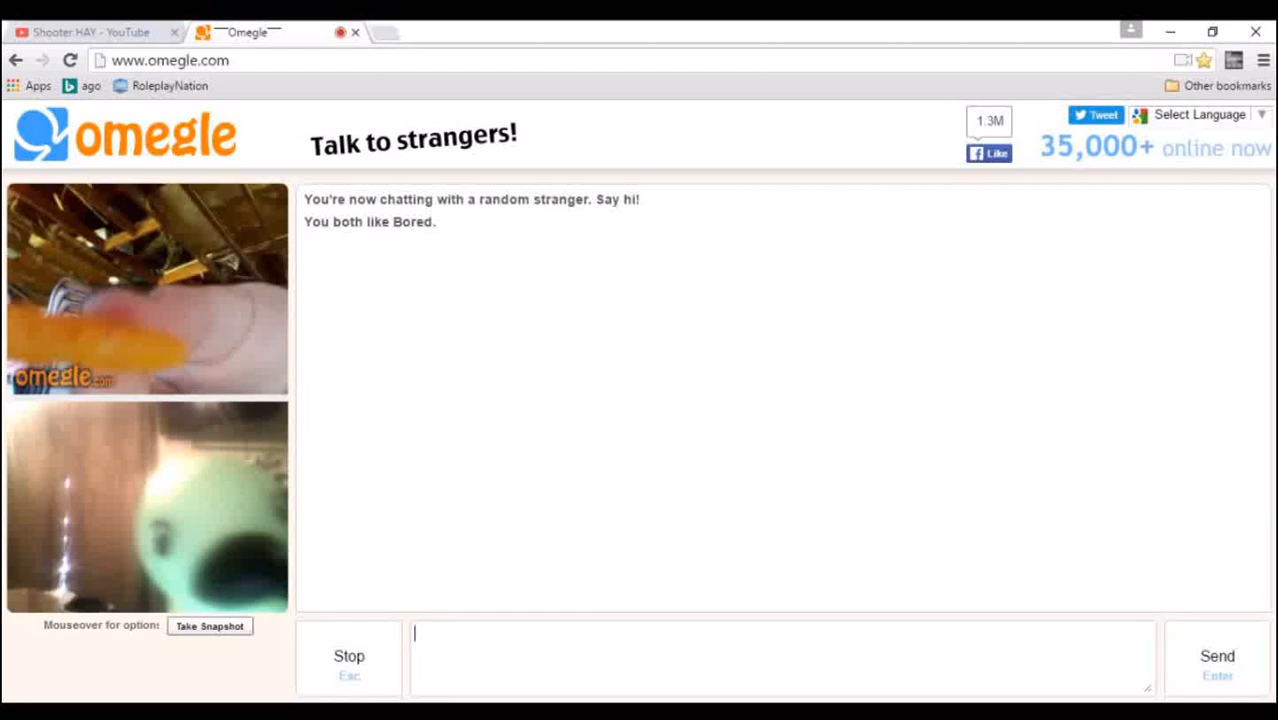 Shooter HAY - YouTube
Omegle
www.omegle.com
Apps
ago
RoleplayNation
Other bookmarks
omegle
Talk to strangers!
1.3M
Like
Tweet
Select Language
35,000+ online now
You're now chatting with a random stranger. Say hi!
You both like Bored.
omegle.com
Mouseover for option:
Take Snapshot
Stop
Esc
Send
Enter